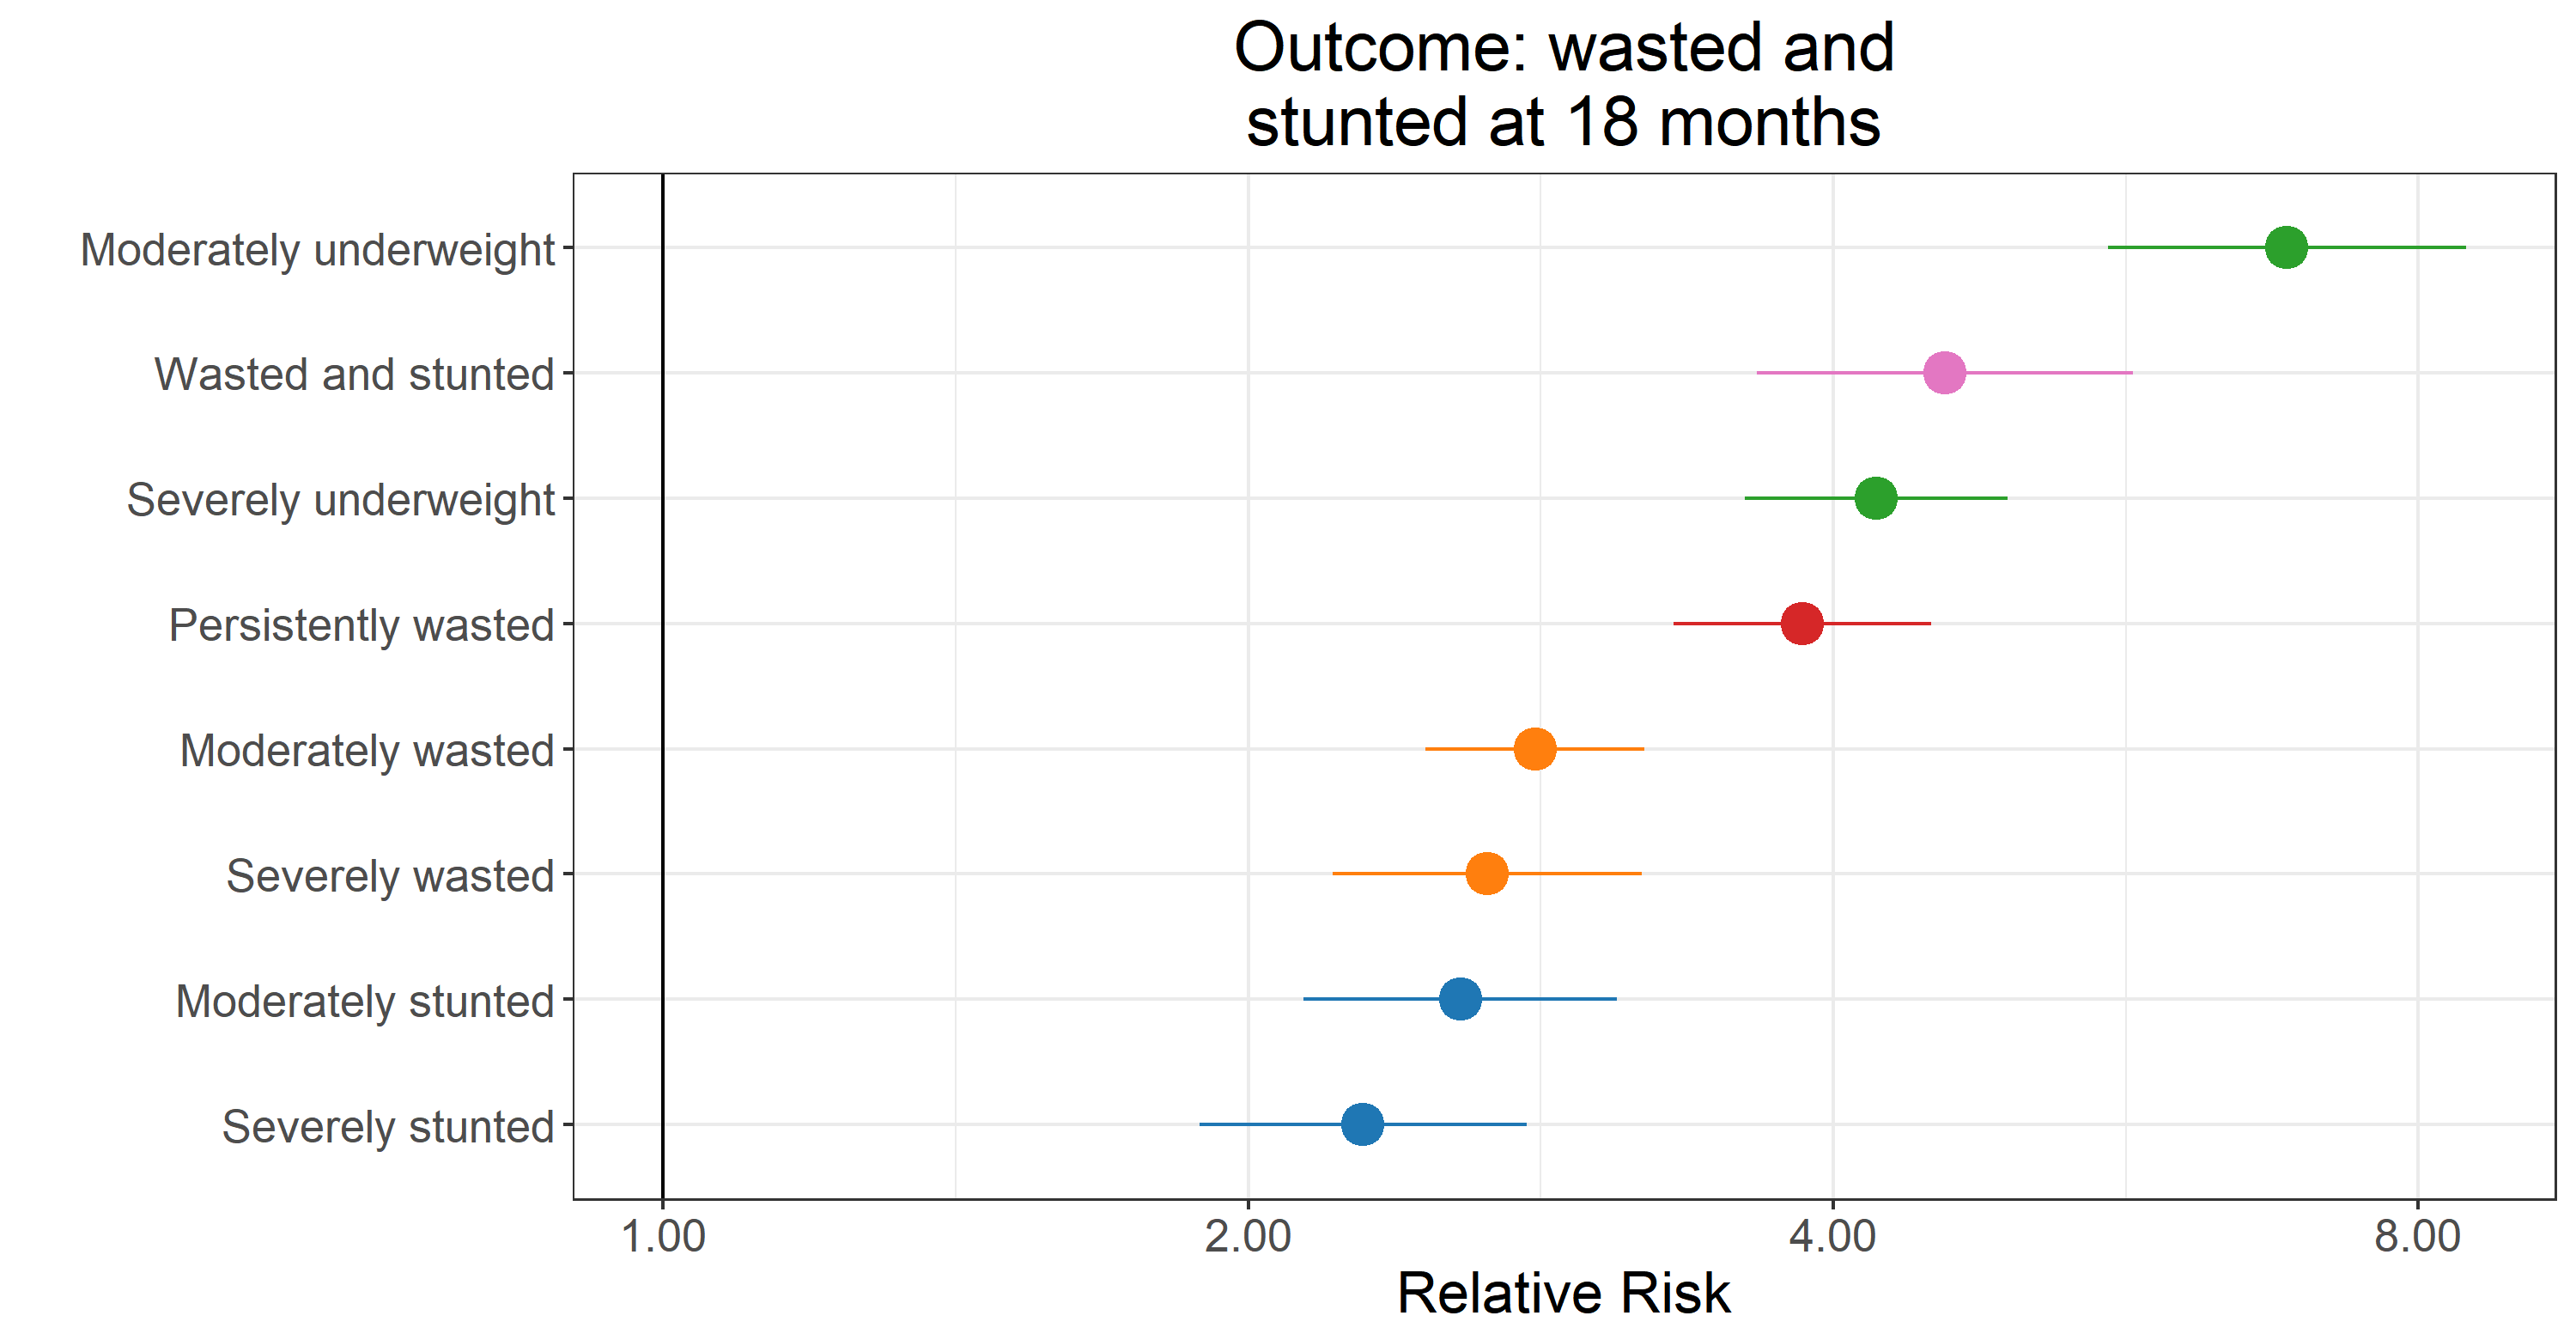 Outcome: wasted and
stunted at 18 months
Moderately underweight
Wasted and stunted
Severely underweight
Persistently wasted
Moderately wasted
Severely wasted
Moderately stunted
Severely stunted
1.00 2.00 4.00 8.00
Relative Risk